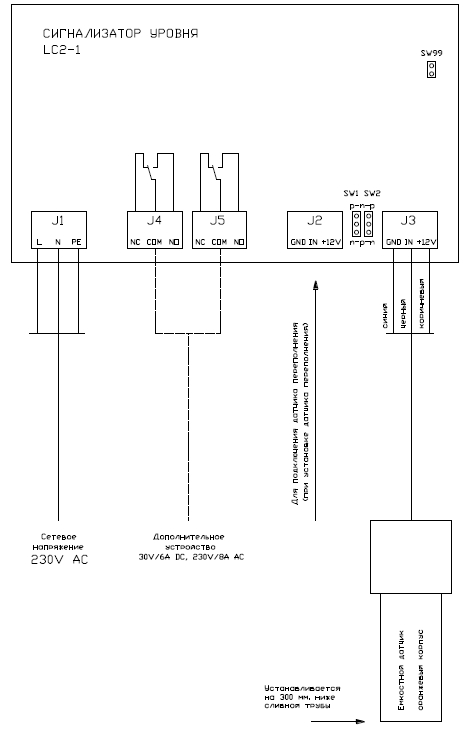 СИГНАЛИЗАТОР УРОВНЯ
LC2-1
SW99
SW1 SW2
p-n-p
J1
J4
J5
J2
J3
L N PE
NC COM NO
NC COM NO
GND IN +12V
n-p-n
GND IN +12V
синий
черный
коричневый
Для подключения датчика переполнения
(при установке датчика переполнения)
Сетевое
напряжение
230V AC
Дополнительное
устройство
30V/6A DC, 230V/8A AC
Емкостной датчик
оранжевый корпус
Устанавливается
на 300 мм. ниже
сливной трубы